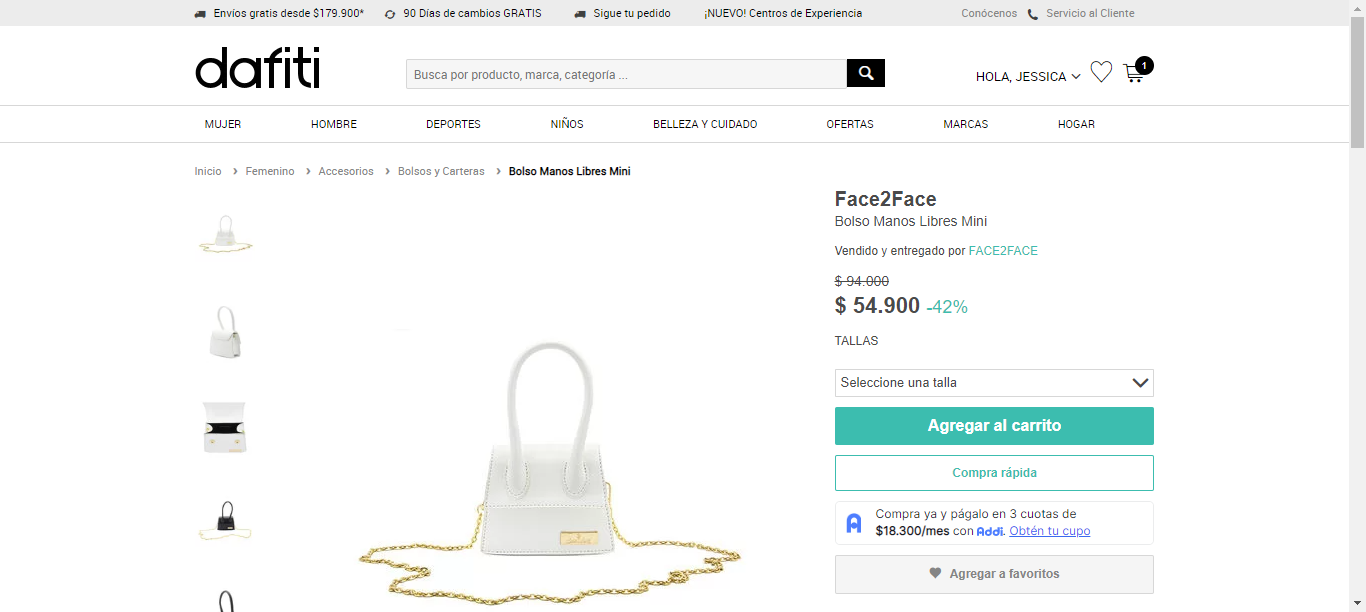 Envíos gratis desde $179.900* 90 Días de cambios GRATIS Sigue tu pedido ¡NUEVO! Centros de Experiencia Conócenos Servicio al Cliente
dafiti
Busca por producto, marca, categoría ...
HOLA, JESSICA
1
MUJER HOMBRE DEPORTES NIÑOS BELLEZA Y CUIDADO OFERTAS MARCAS HOGAR
Inicio › Femenino › Accesorios › Bolsos y Carteras › Bolso Manos Libres Mini
Face2Face
Bolso Manos Libres Mini
Vendido y entregado por FACE2FACE
$ 94.000
$ 54.900 -42%
TALLAS
Seleccione una talla
Agregar al carrito
Compra rápida
Compra ya y págalo en 3 cuotas de
$18.300/mes con Addi. Obtén tu cupo
Agregar a favoritos